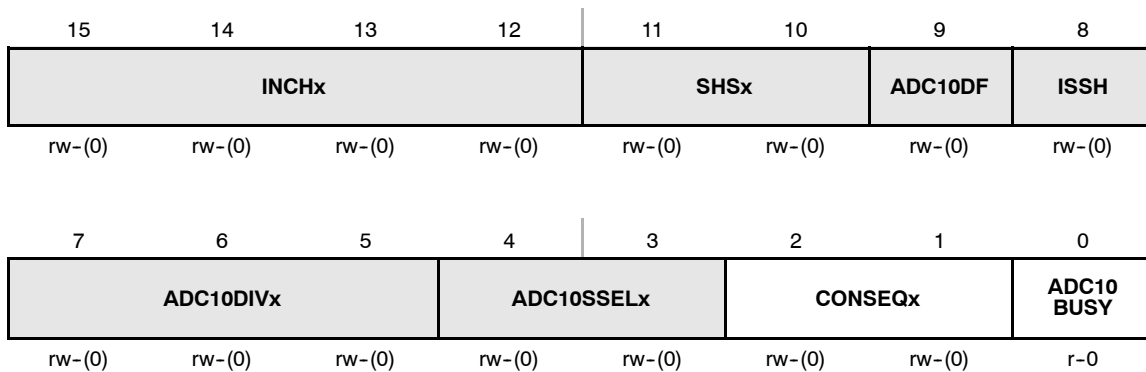 15 14 13 12 11 10 9 8
INCHx SHSx ADC10DF ISSH
rw-(0) rw-(0) rw-(0) rw-(0) rw-(0) rw-(0) rw-(0) rw-(0)
7 6 5 4 3 2 1 0
ADC10DIVx ADC10SSELx CONSEQx ADC10
BUSY
rw-(0) rw-(0) rw-(0) rw-(0) rw-(0) rw-(0) rw-(0) r-0